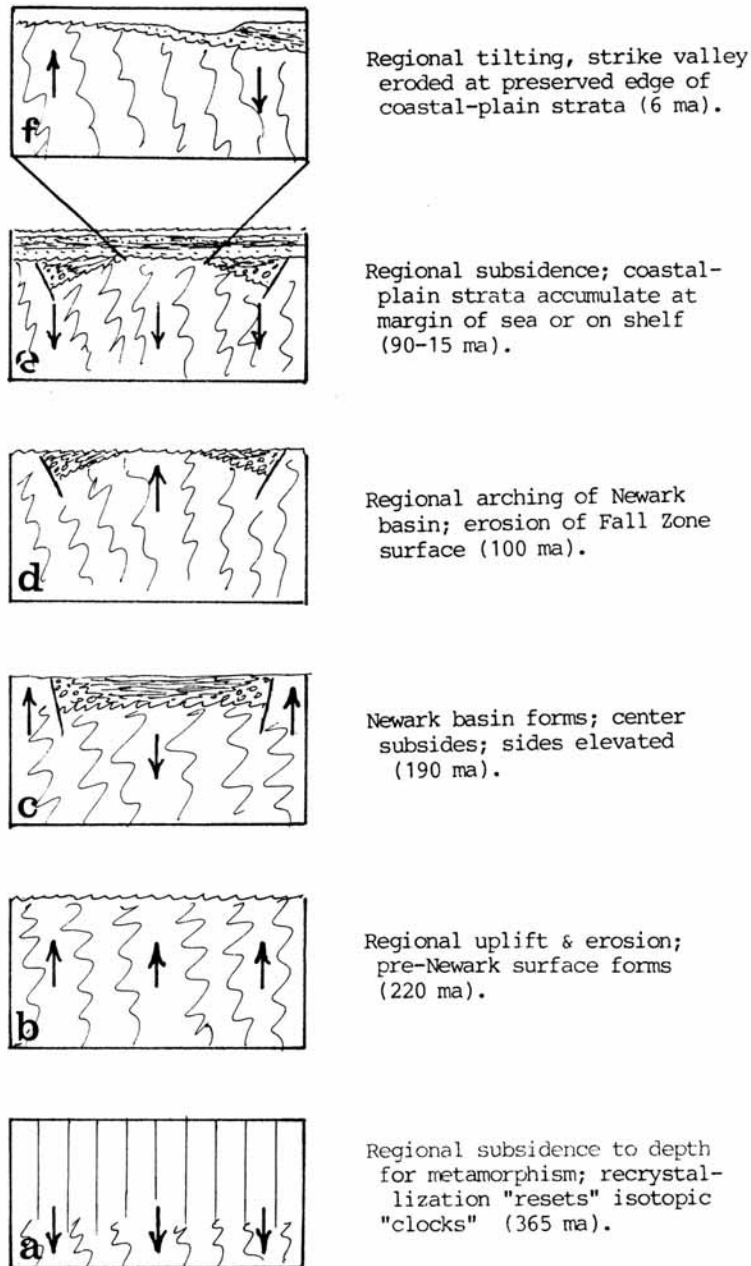 f
Regional tilting, strike valley
eroded at preserved edge of
coastal-plain strata (6 ma).
e
Regional subsidence; coastal-
plain strata accumulate at
margin of sea or on shelf
(90-15 ma).
d
Regional arching of Newark
basin; erosion of Fall Zone
surface (100 ma).
c
Newark basin forms; center
subsides; sides elevated
(190 ma).
b
Regional uplift & erosion;
pre-Newark surface forms
(220 ma).
a
Regional subsidence to depth
for metamorphism; recrystal-
lization "resets" isotopic
"clocks" (365 ma).